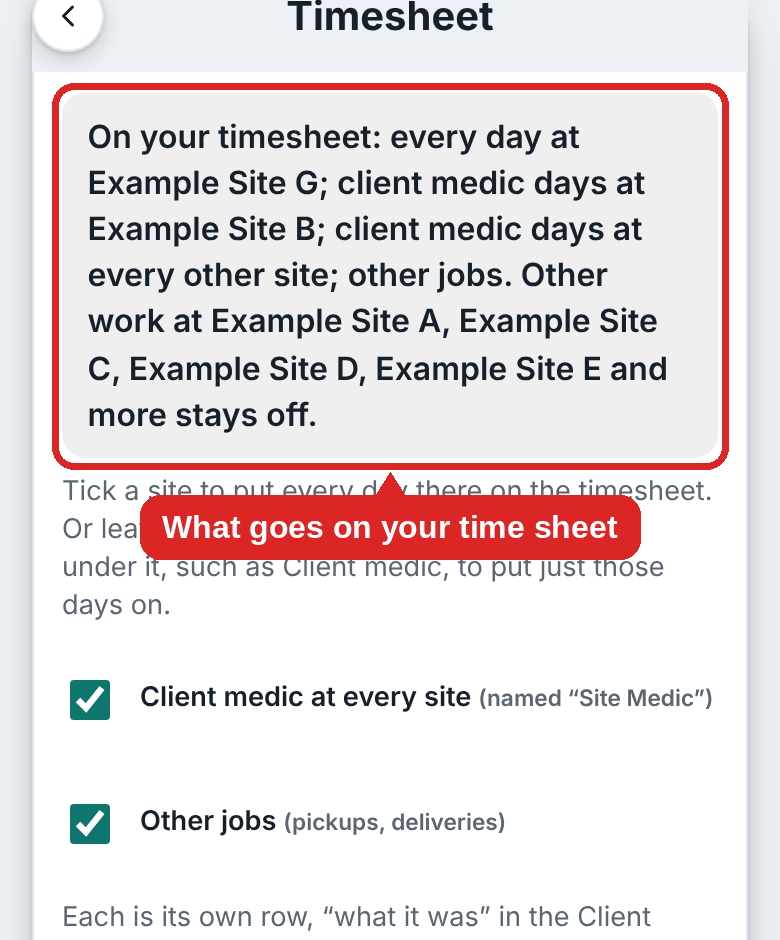 Timesheet
On your timesheet: every day at
Example Site G; client medic days at
Example Site B; client medic days at
every other site; other jobs. Other
work at Example Site A, Example Site
C, Example Site D, Example Site E and
more stays off.
Tick a site to put every day there on the timesheet.
Or
What goes on your time sheet
under it, such as Client medic, to put just those
days on.
Client medic at every site (named “Site Medic”)
Other jobs (pickups, deliveries)
Each is its own row, “what it was” in the Client